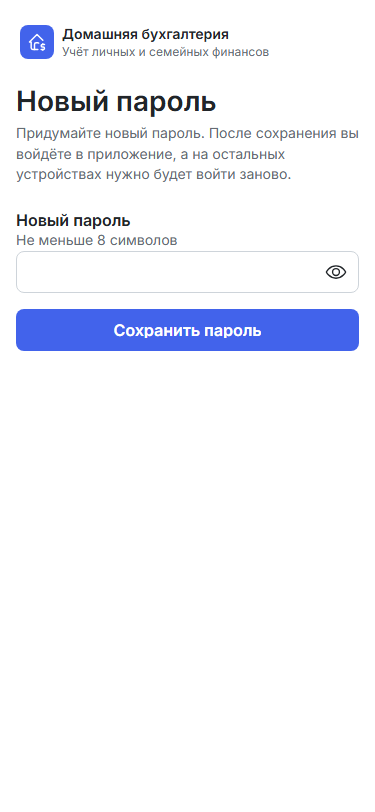 Домашняя бухгалтерия
Учёт личных и семейных финансов
Новый пароль
Придумайте новый пароль. После сохранения вы
войдёте в приложение, а на остальных
устройствах нужно будет войти заново.
Новый пароль
Не меньше 8 символов
Сохранить пароль